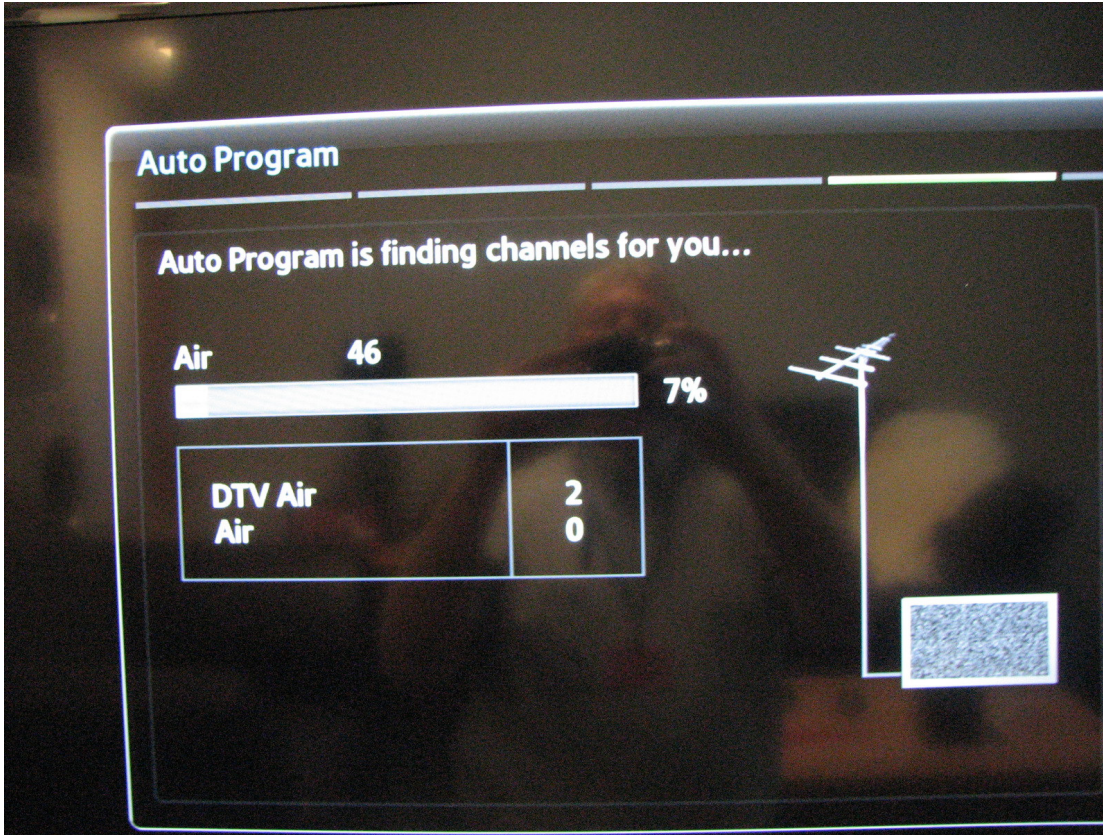 Auto Program
Auto Program is finding channels for you...
Air 46
7%
DTV Air 2
Air 0